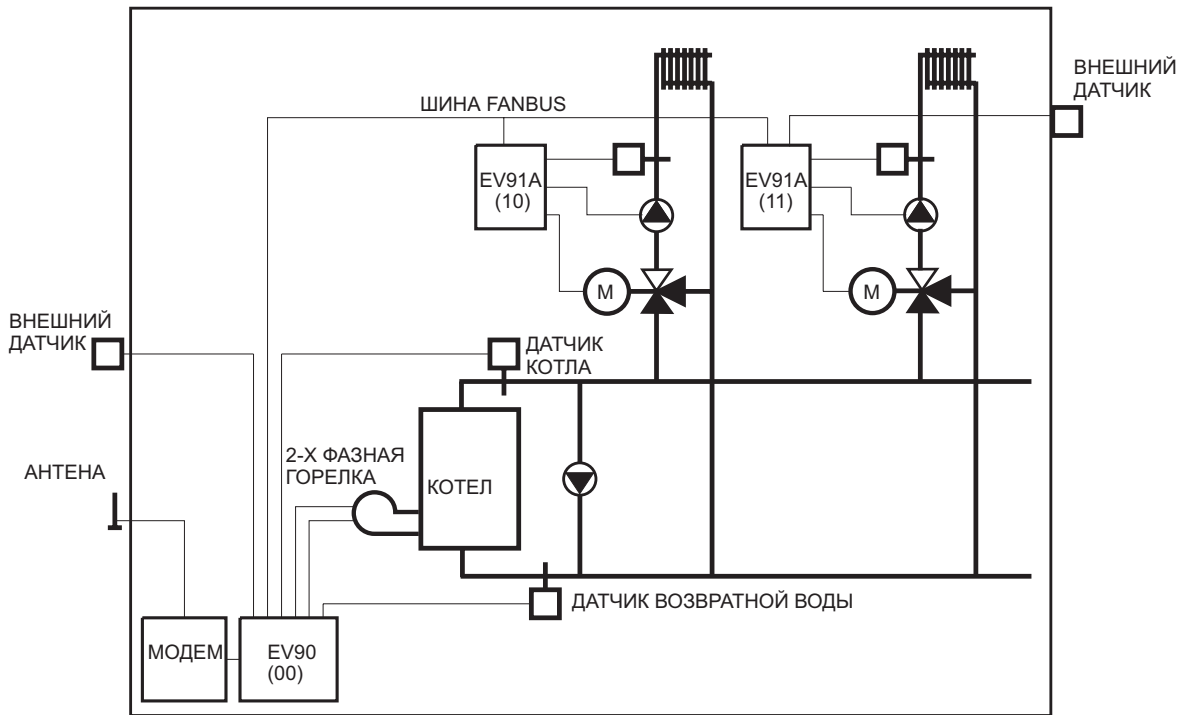 ВНЕШНИЙ
ДАТЧИК
ШИНА FANBUS
EV91A
(10)
EV91A
(11)
M
M
ВНЕШНИЙ
ДАТЧИК
ДАТЧИК
КОТЛА
2-Х ФАЗНАЯ
ГОРЕЛКА
АНТЕНА
КОТЕЛ
ДАТЧИК ВОЗВРАТНОЙ ВОДЫ
МОДЕМ
EV90
(00)